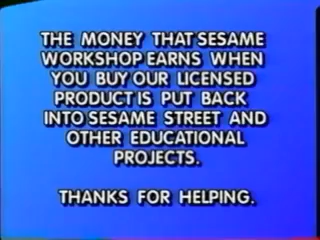 THE MONEY THAT SESAME
WORKSHOP EARNS WHEN
YOU BUY OUR LICENSED
PRODUCT IS PUT BACK
INTO SESAME STREET AND
OTHER EDUCATIONAL
PROJECTS.
THANKS FOR HELPING.